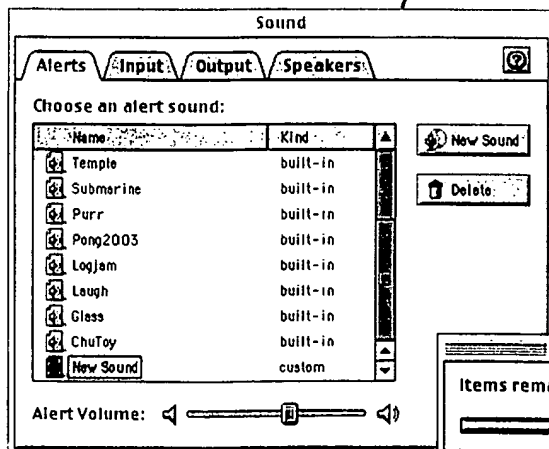 Sound
Alerts Input Output Speakers
Choose an alert sound:
Name Kind
Temple built-in
Submarine built-in
Purr built-in
Pong2003 built-in
Logjam built-in
Laugh built-in
Glass built-in
ChuToy built-in
New Sound custom
New Sound
Delete
Alert Volume:
Items rema